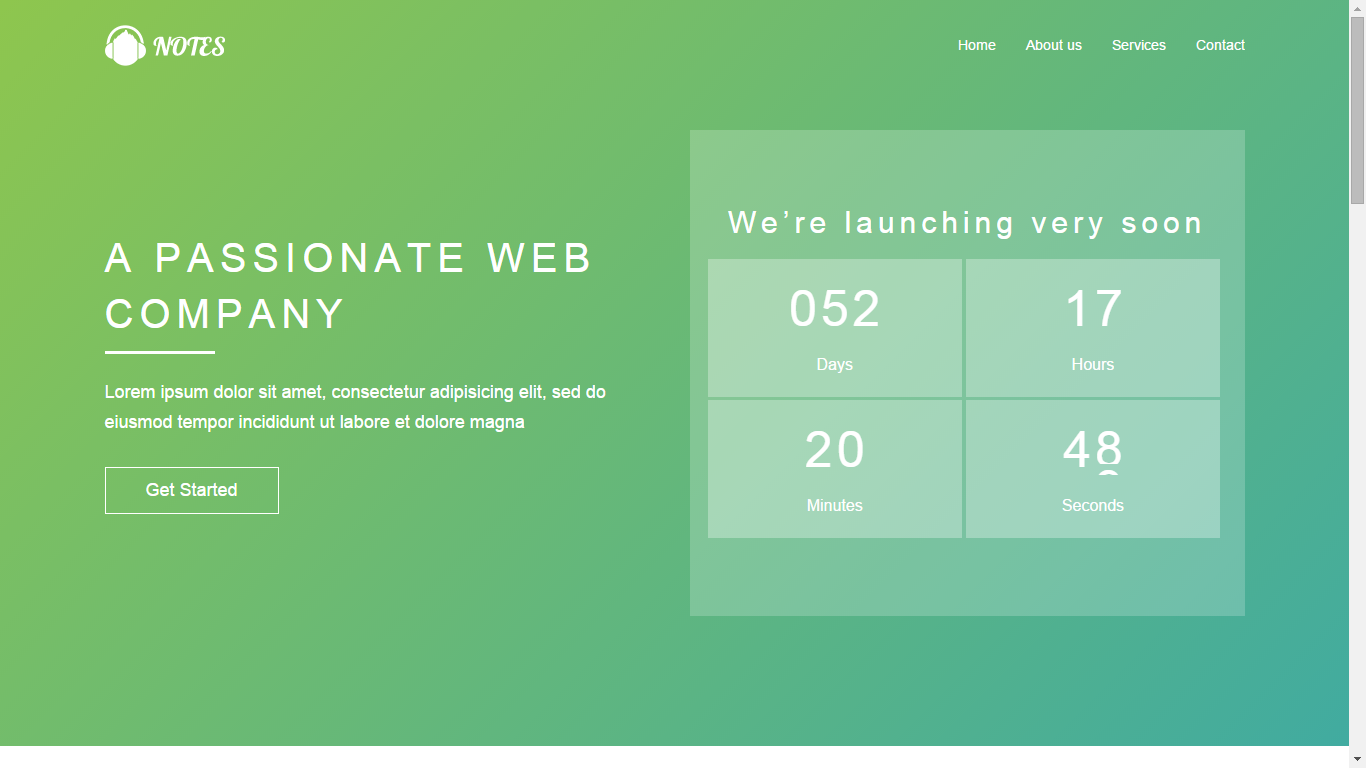 NOTES
Home About us Services Contact
A PASSIONATE WEB
COMPANY
Lorem ipsum dolor sit amet, consectetur adipisicing elit, sed do
eiusmod tempor incididunt ut labore et dolore magna
Get Started
We’re launching very soon
052 17
Days Hours
20 48
Minutes Seconds